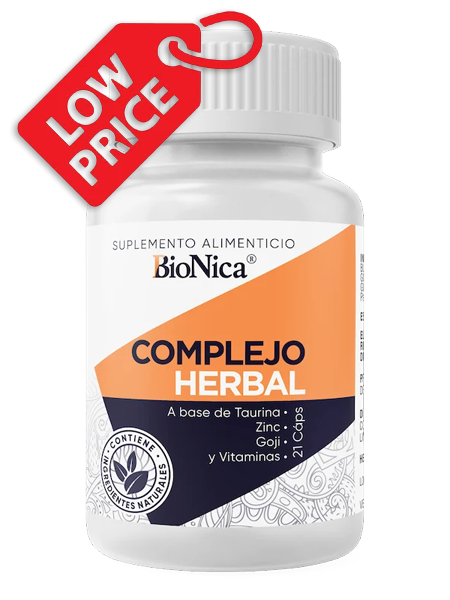 LOW
PRICE
SUPLEMENTO ALIMENTICIO
BioNica®
COMPLEJO
HERBAL
A base de Taurina •
Zinc •
Goji •
y Vitaminas •
21 Cáps
• CONTIENE •
INGREDIENTES NATURALES